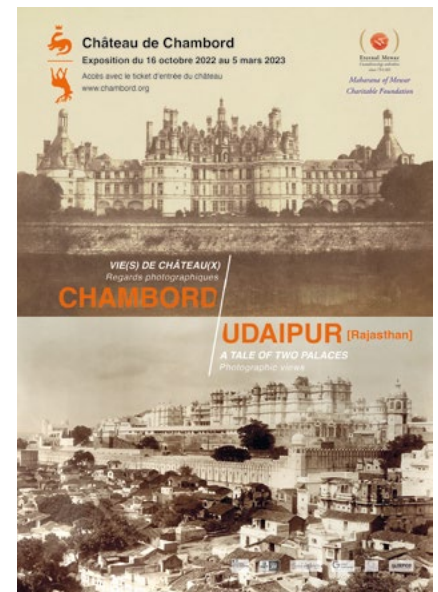 Château de Chambord
Exposition du 16 octobre 2022 au 5 mars 2023
Accès avec le ticket d'entrée du château
www.chambord.org
Eternal Mewar
Maharana of Mewar
Charitable Foundation
VIE(S) DE CHÂTEAU(X)
Regards photographiques
CHAMBORD
UDAIPUR [Rajasthan]
A TALE OF TWO PALACES
Photographic views